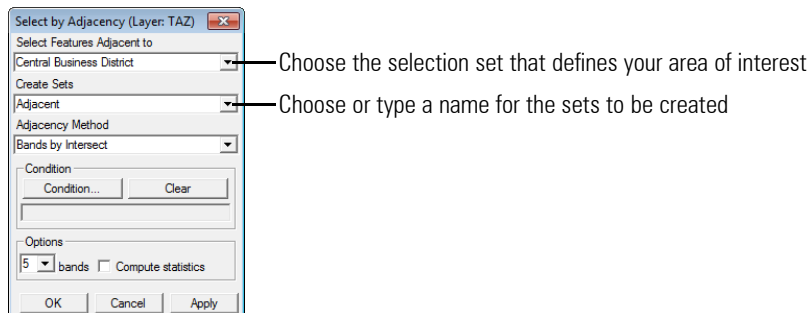 Select by Adjacency (Layer: TAZ)
Select Features Adjacent to
Central Business District
Choose the selection set that defines your area of interest
Create Sets
Adjacent
Choose or type a name for the sets to be created
Adjacency Method
Bands by Intersect
Condition
Condition... Clear
Options
5 bands Compute statistics
OK Cancel Apply